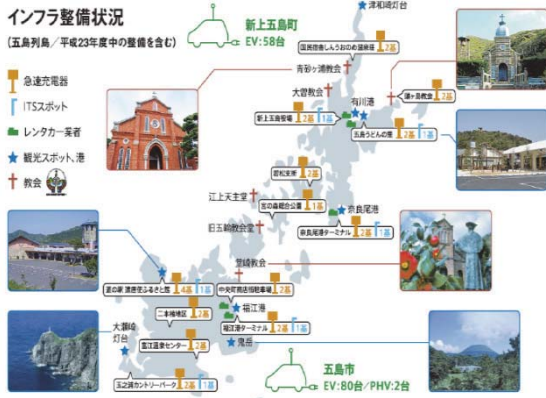 インフラ整備状況
(五島列島/平成23年度中の整備を含む)
急速充電器
ITSスポット
レンタカー業者
観光スポット、港
教会
新上五島町
EV:58台
津和崎灯台
国民宿舎しんうおのめ温泉荘 2基
青砂ヶ浦教会
大曽教会
有川港
頭ヶ島教会 2基
新上五島役場 2基 1基
五島うどんの里 2基 1基
若松支所 2基
江上天主堂
宮の森総合公園 1基
奈良尾港
旧五輪教会堂
奈良尾港ターミナル 2基 1基
堂崎教会
道の駅 遣唐使ふるさと館 4基 1基
中央町商店街駐車場 2基
二本楠地区 2基
福江港
福江港ターミナル 2基 1基
大瀬崎
灯台
富江温泉センター 2基
鬼岳
玉之浦カントリーパーク 2基 1基
五島市
EV:80台/PHV:2台